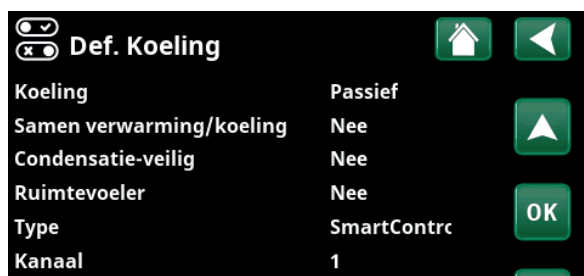 Def. Koeling
Koeling Passief
Samen verwarming/koeling Nee
Condensatie-veilig Nee
Ruimtevoeler Nee
Type SmartContrc
OK
Kanaal 1